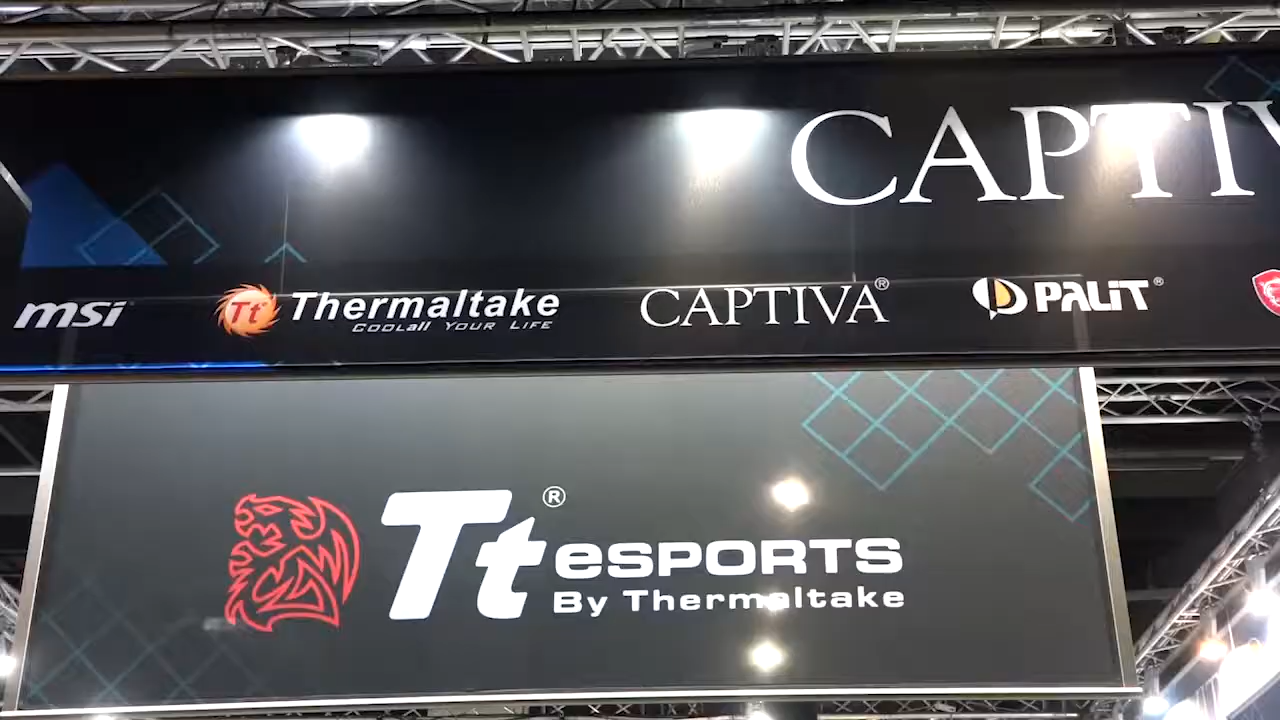 CAPTIV
msi
Tt Thermaltake
COOLall YOUR LIFE
CAPTIVA®
PALiT®
Tt® eSPORTS
By Thermaltake